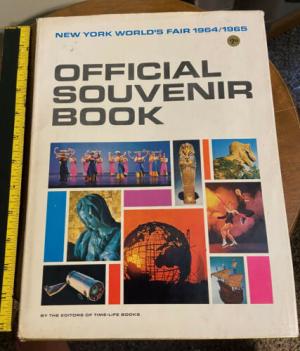 NEW YORK WORLD'S FAIR 1964/1965
OFFICIAL
SOUVENIR
BOOK
BY THE EDITORS OF TIME-LIFE BOOKS